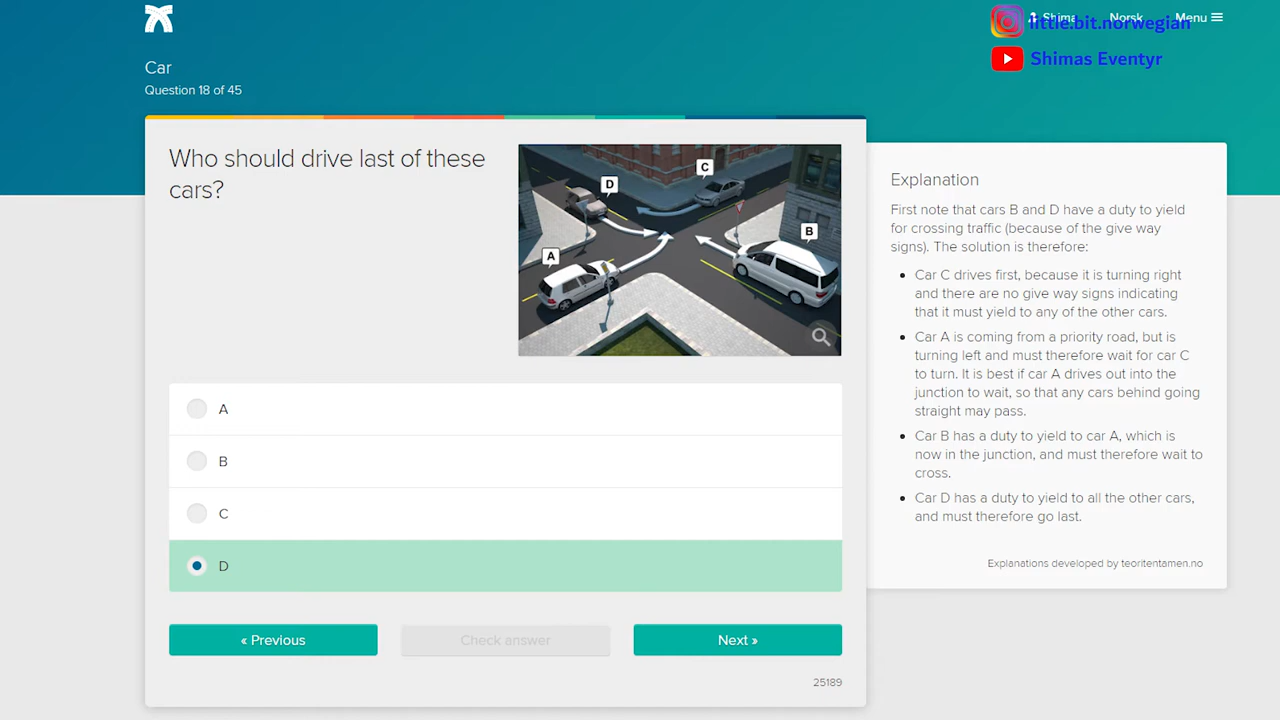 Shima
Norsk
Menu
little.bit.norwegian
Shimas Eventyr
Car
Question 18 of 45
Who should drive last of these
cars?
C
D
B
A
A
B
C
D
« Previous
Check answer
Next »
25189
Explanation
First note that cars B and D have a duty to yield
for crossing traffic (because of the give way
signs). The solution is therefore:
Car C drives first, because it is turning right
and there are no give way signs indicating
that it must yield to any of the other cars.
Car A is coming from a priority road, but is
turning left and must therefore wait for car C
to turn. It is best if car A drives out into the
junction to wait, so that any cars behind going
straight may pass.
Car B has a duty to yield to car A, which is
now in the junction, and must therefore wait to
cross.
Car D has a duty to yield to all the other cars,
and must therefore go last.
Explanations developed by teoritentamen.no